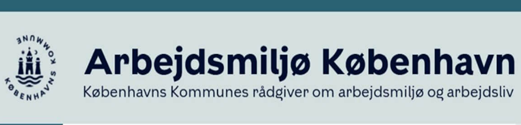 KØBENHAVNS KOMMUNE
Arbejdsmiljø København
Københavns Kommunes rådgiver om arbejdsmiljø og arbejdsliv